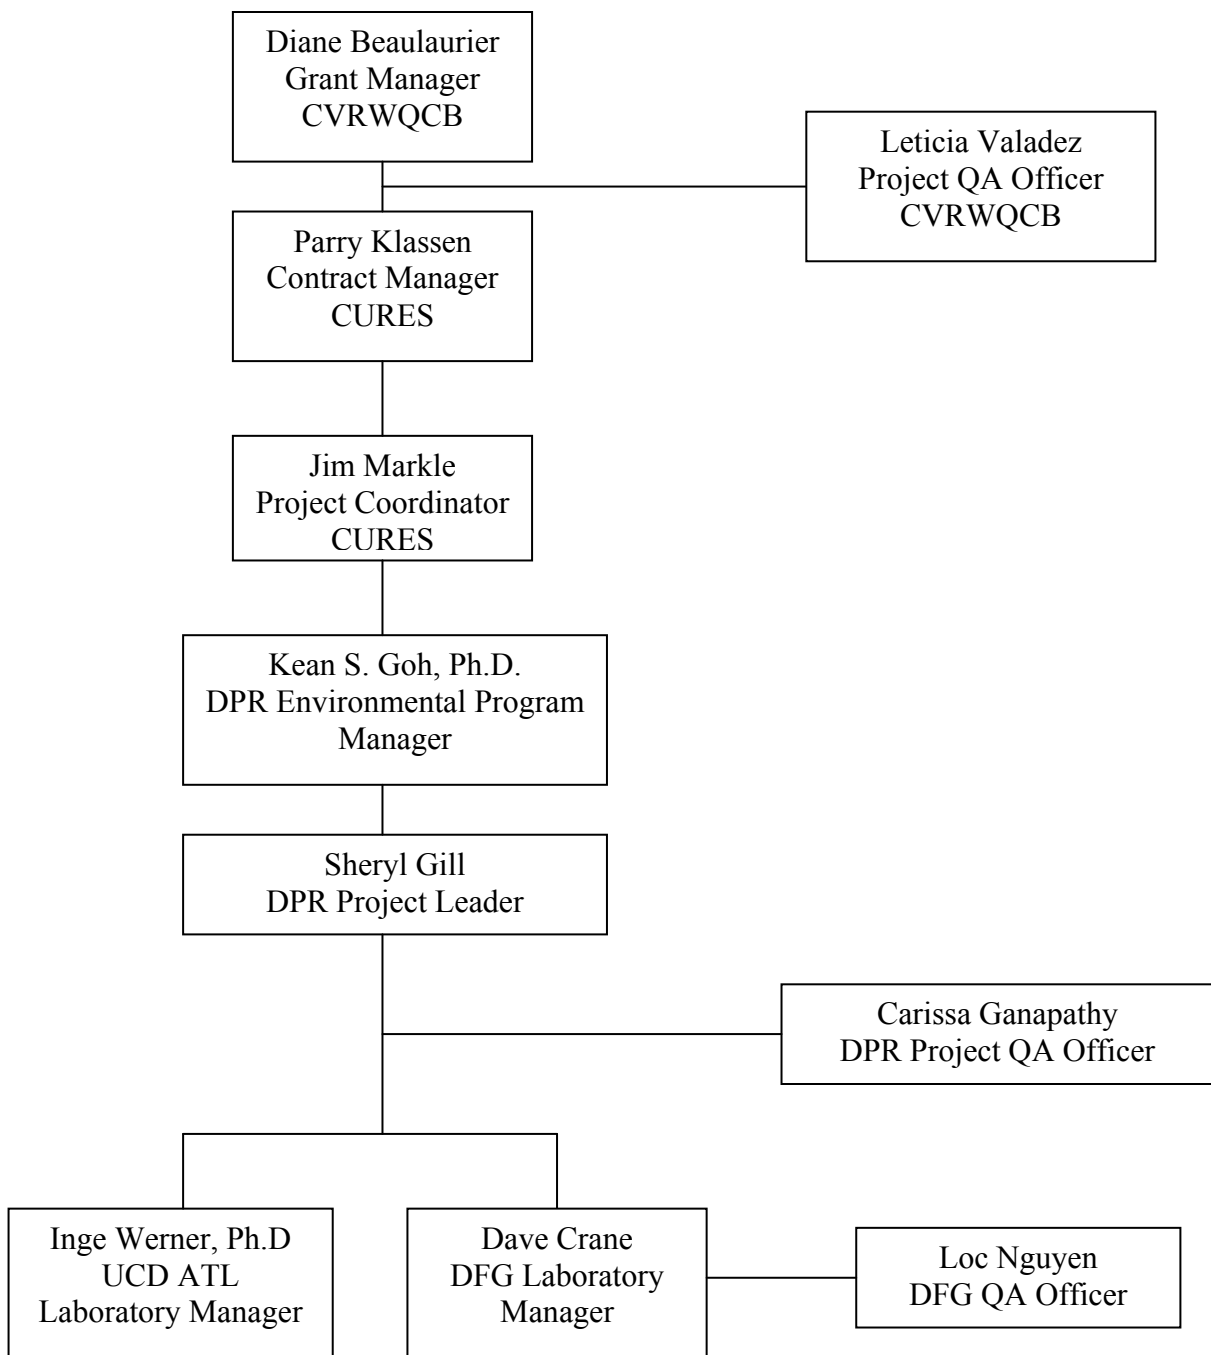 Diane Beaulaurier
Grant Manager
CVRWQCB
Leticia Valadez
Project QA Officer
CVRWQCB
Parry Klassen
Contract Manager
CURES
Jim Markle
Project Coordinator
CURES
Kean S. Goh, Ph.D.
DPR Environmental Program
Manager
Sheryl Gill
DPR Project Leader
Carissa Ganapathy
DPR Project QA Officer
Inge Werner, Ph.D
UCD ATL
Laboratory Manager
Dave Crane
DFG Laboratory
Manager
Loc Nguyen
DFG QA Officer